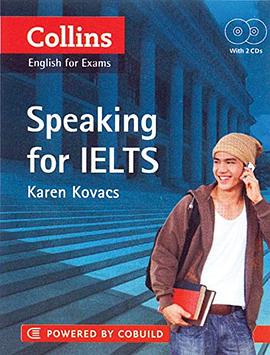 Collins
English for Exams
With 2 CDs
Speaking
for IELTS
Karen Kovacs
POWERED BY COBUILD